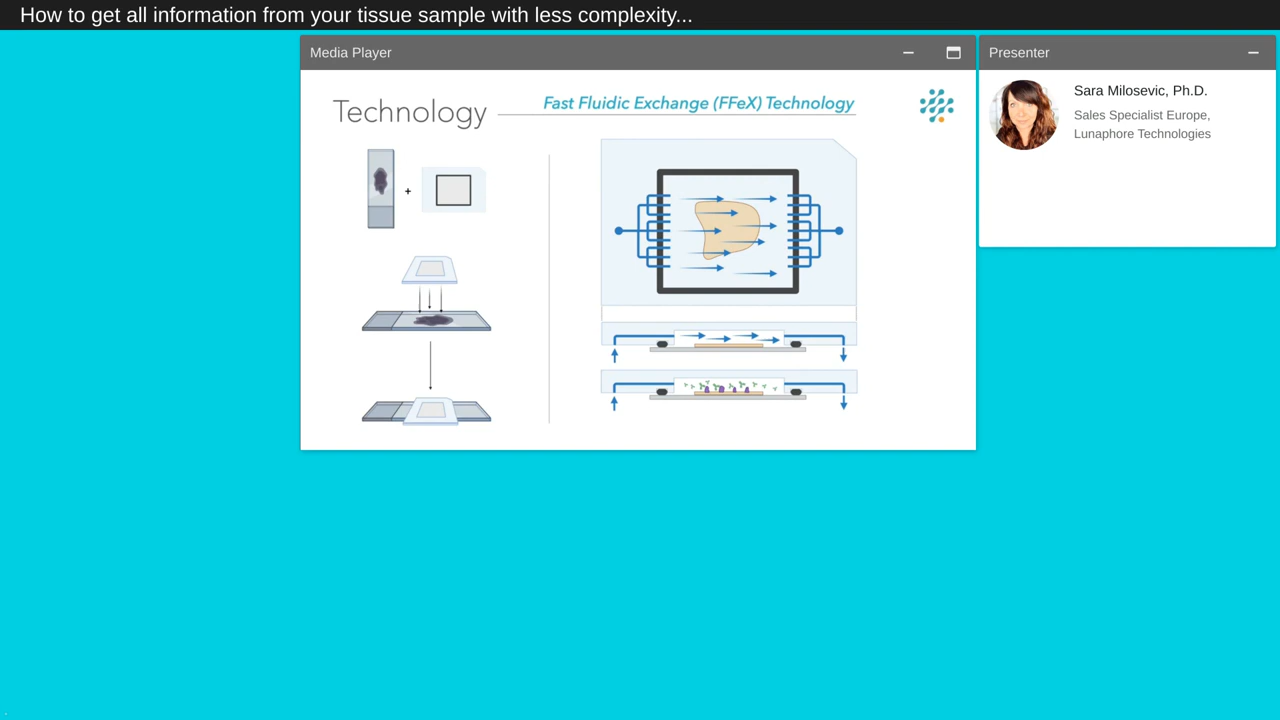 How to get all information from your tissue sample with less complexity...
Media Player
Presenter
Technology
Fast Fluidic Exchange (FFeX) Technology
+
Sara Milosevic, Ph.D.
Sales Specialist Europe,
Lunaphore Technologies